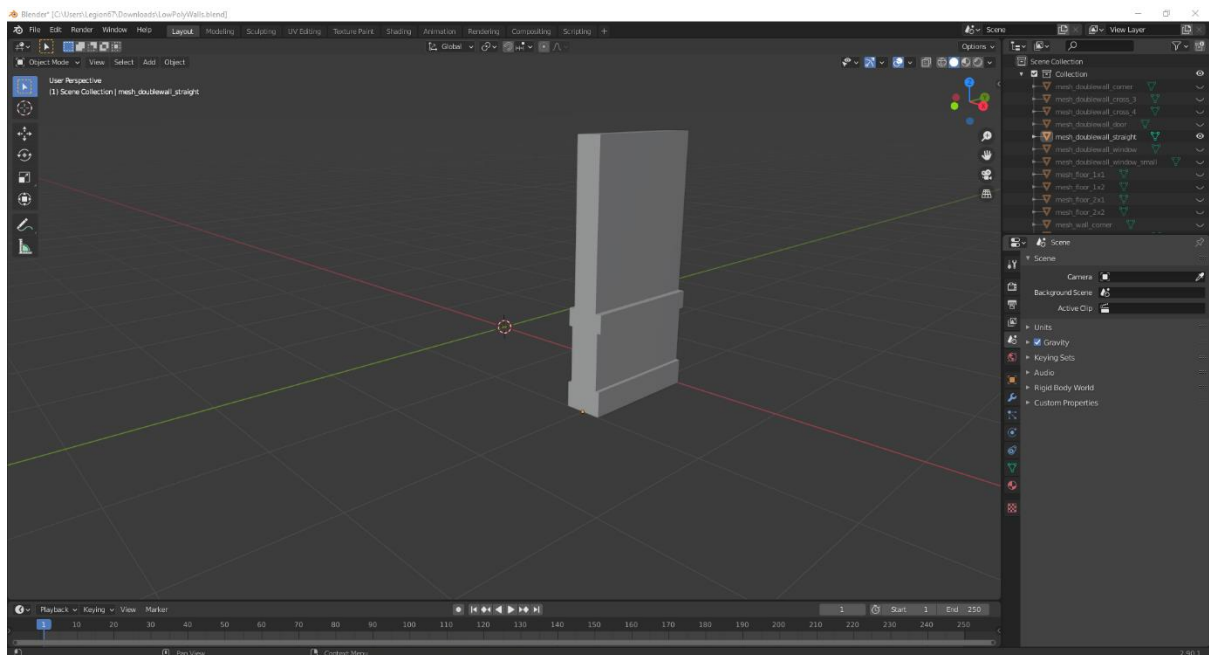 Blender* [C:\Users\Legion67\Downloads\LowPolyWalls.blend]
File Edit Render Window Help Layout Modeling Sculpting UV Editing Texture Paint Shading Animation Rendering Compositing Scripting + Scene View Layer
Global Options
Object Mode View Select Add Object
User Perspective
(1) Scene Collection | mesh_doublewall_straight
Z
Y
X
Scene Collection
Collection
mesh_doublewall_corner
mesh_doublewall_cross_3
mesh_doublewall_cross_4
mesh_doublewall_door
mesh_doublewall_straight
mesh_doublewall_window
mesh_doublewall_window_small
mesh_floor_1x1
mesh_floor_1x2
mesh_floor_2x1
mesh_floor_2x2
mesh_wall_corner
Scene
Scene
Camera
Background Scene
Active Clip
Units
Gravity
Keying Sets
Audio
Rigid Body World
Custom Properties
Playback Keying View Marker 1 Start 1 End 250
1 10 20 30 40 50 60 70 80 90 100 110 120 130 140 150 160 170 180 190 200 210 220 230 240 250
Pan View Context Menu 2.90.1